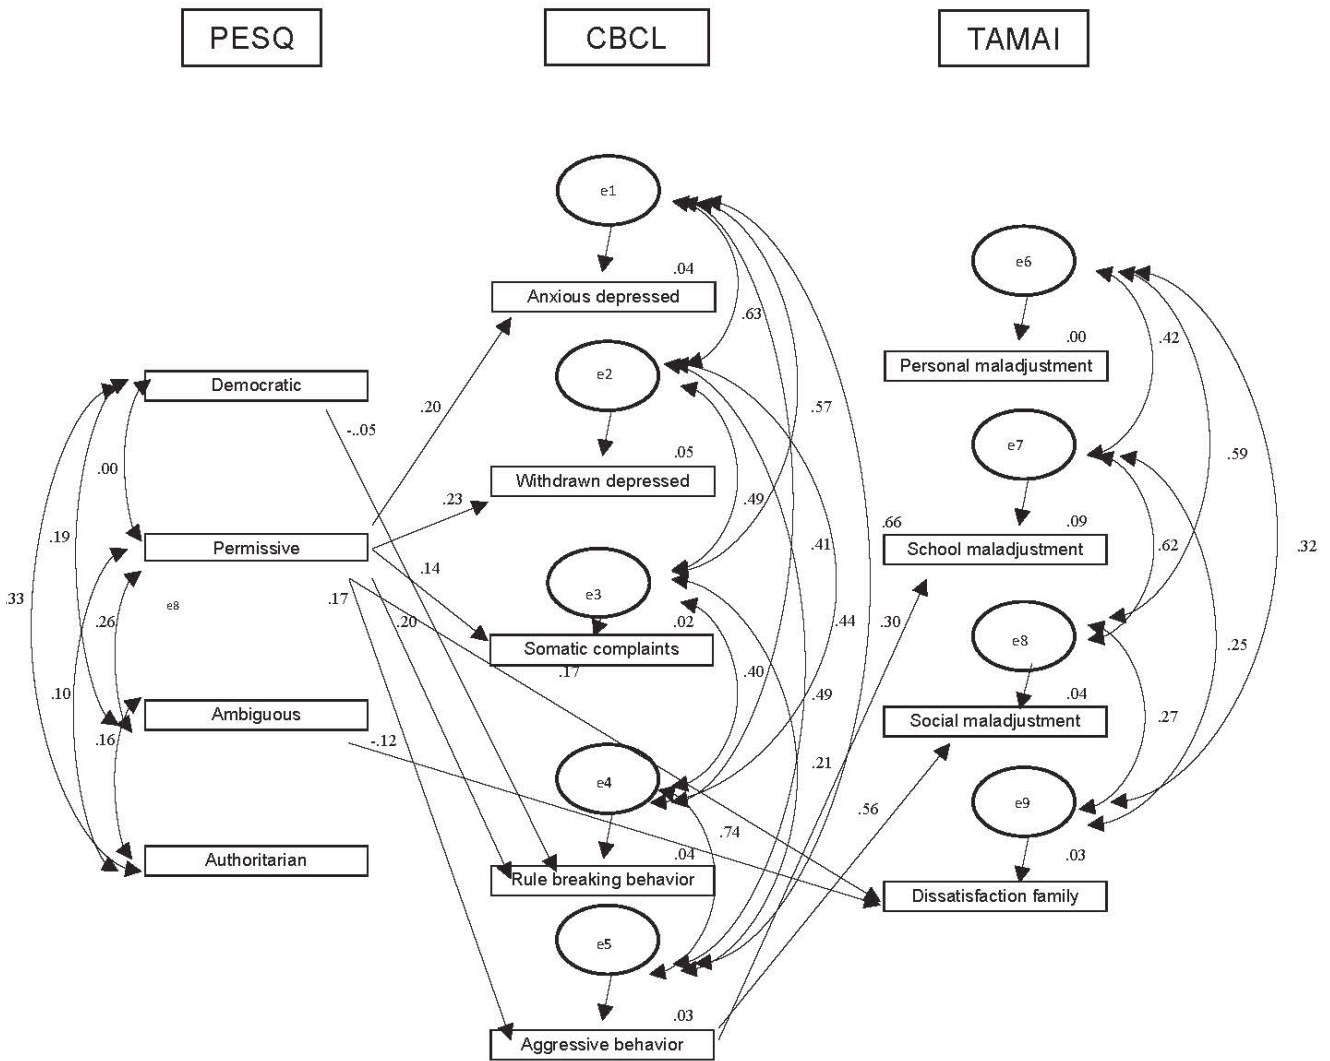 PESQ
CBCL
TAMAI
e1
.04
Anxious depressed
.63
e6
.00
.42
Personal maladjustment
Democratic
e2
.20
-..05
.57
.05
Withdrawn depressed
.00
.23
.49
e7
.59
.66
.09
School maladjustment
.19
Permissive
.41
.62
.32
.14
e3
.33
e8
.17
.26
.20
.02
Somatic complaints
.44
.30
e8
.25
.17
.40
.49
.10
.04
Social maladjustment
Ambiguous
.27
.16
-.12
.21
e4
.56
e9
.74
.04
.03
Authoritarian
Rule breaking behavior
Dissatisfaction family
e5
.03
Aggressive behavior